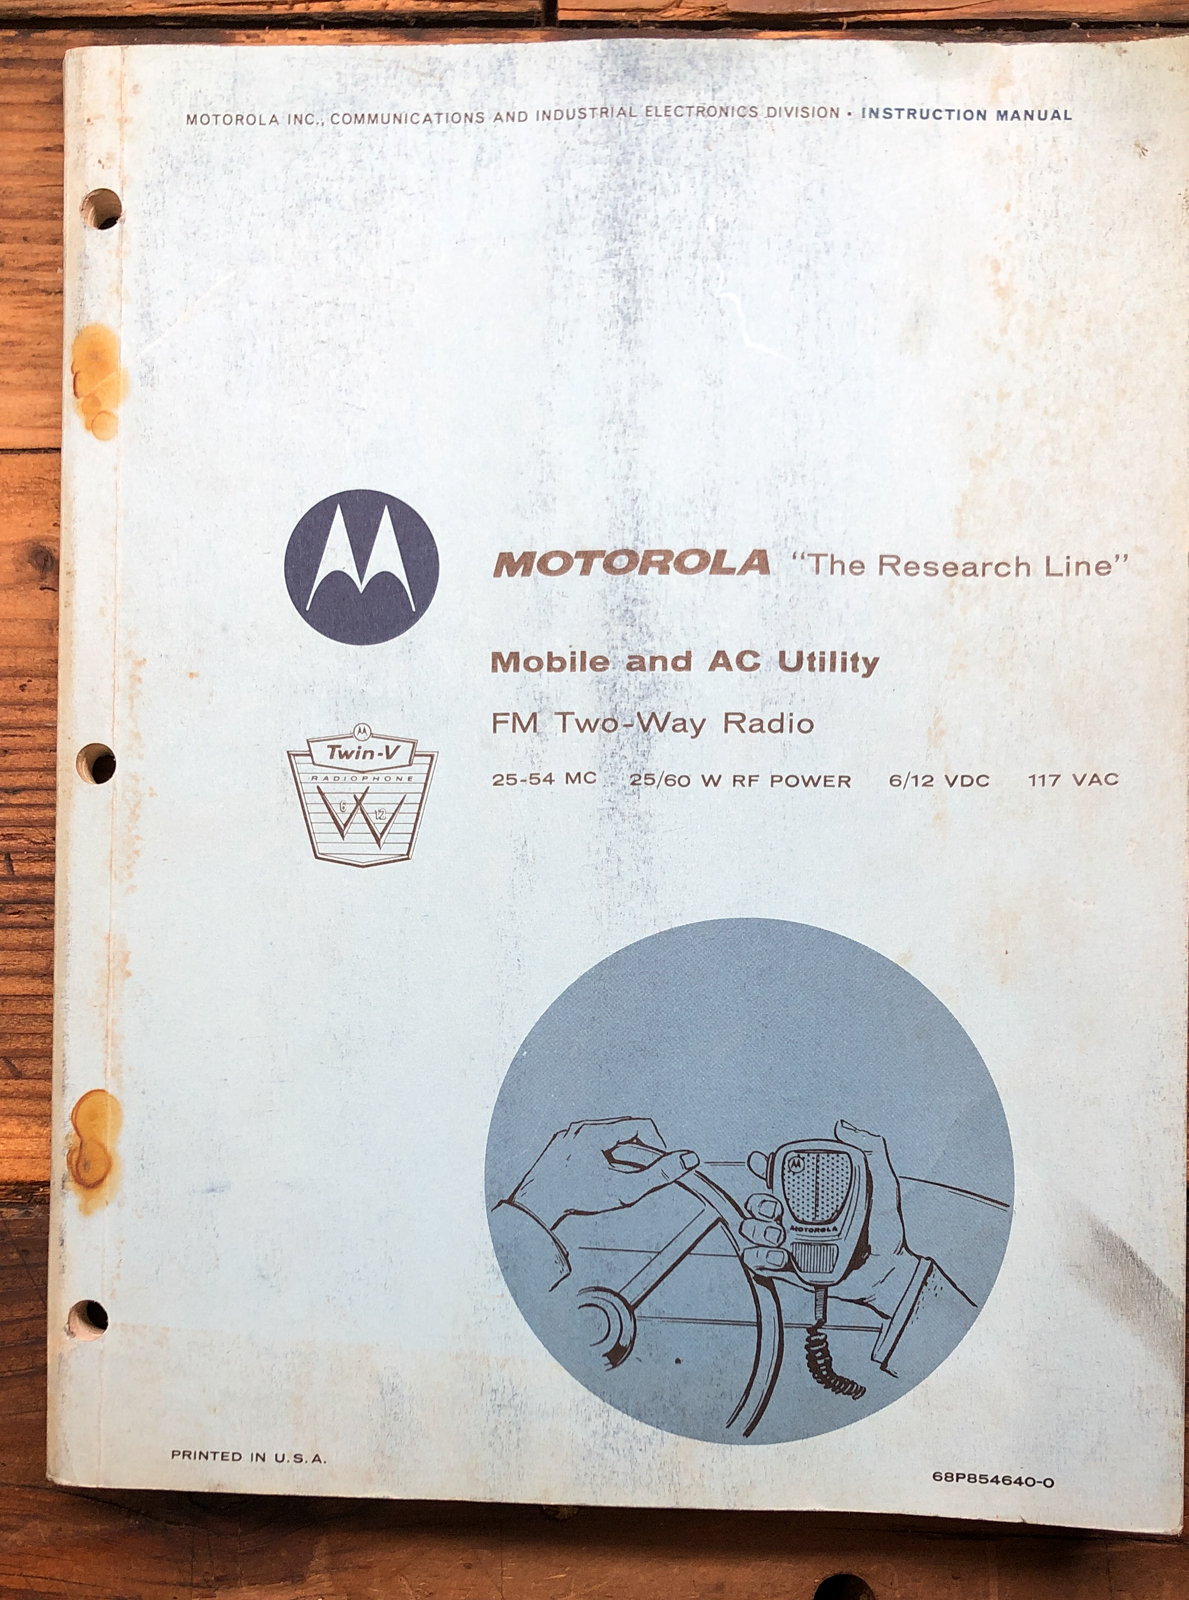 MOTOROLA INC., COMMUNICATIONS AND INDUSTRIAL ELECTRONICS DIVISION • INSTRUCTION MANUAL
MOTOROLA "The Research Line"
Mobile and AC Utility
FM Two-Way Radio
25-54 MC 25/60 W RF POWER 6/12 VDC 117 VAC
Twin-V
RADIOPHONE
6 12
MOTOROLA
PRINTED IN U.S.A.
68P854640-O